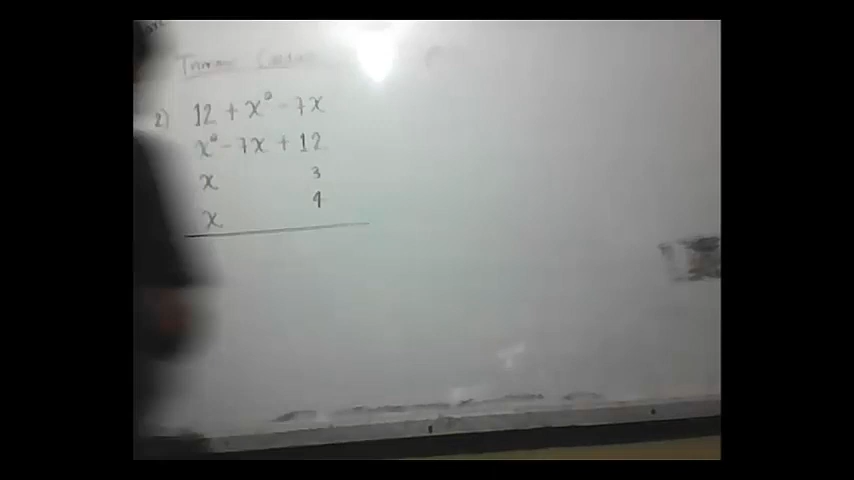 2) 12 + x² - 7x
x² - 7x + 12
x 3
x 4